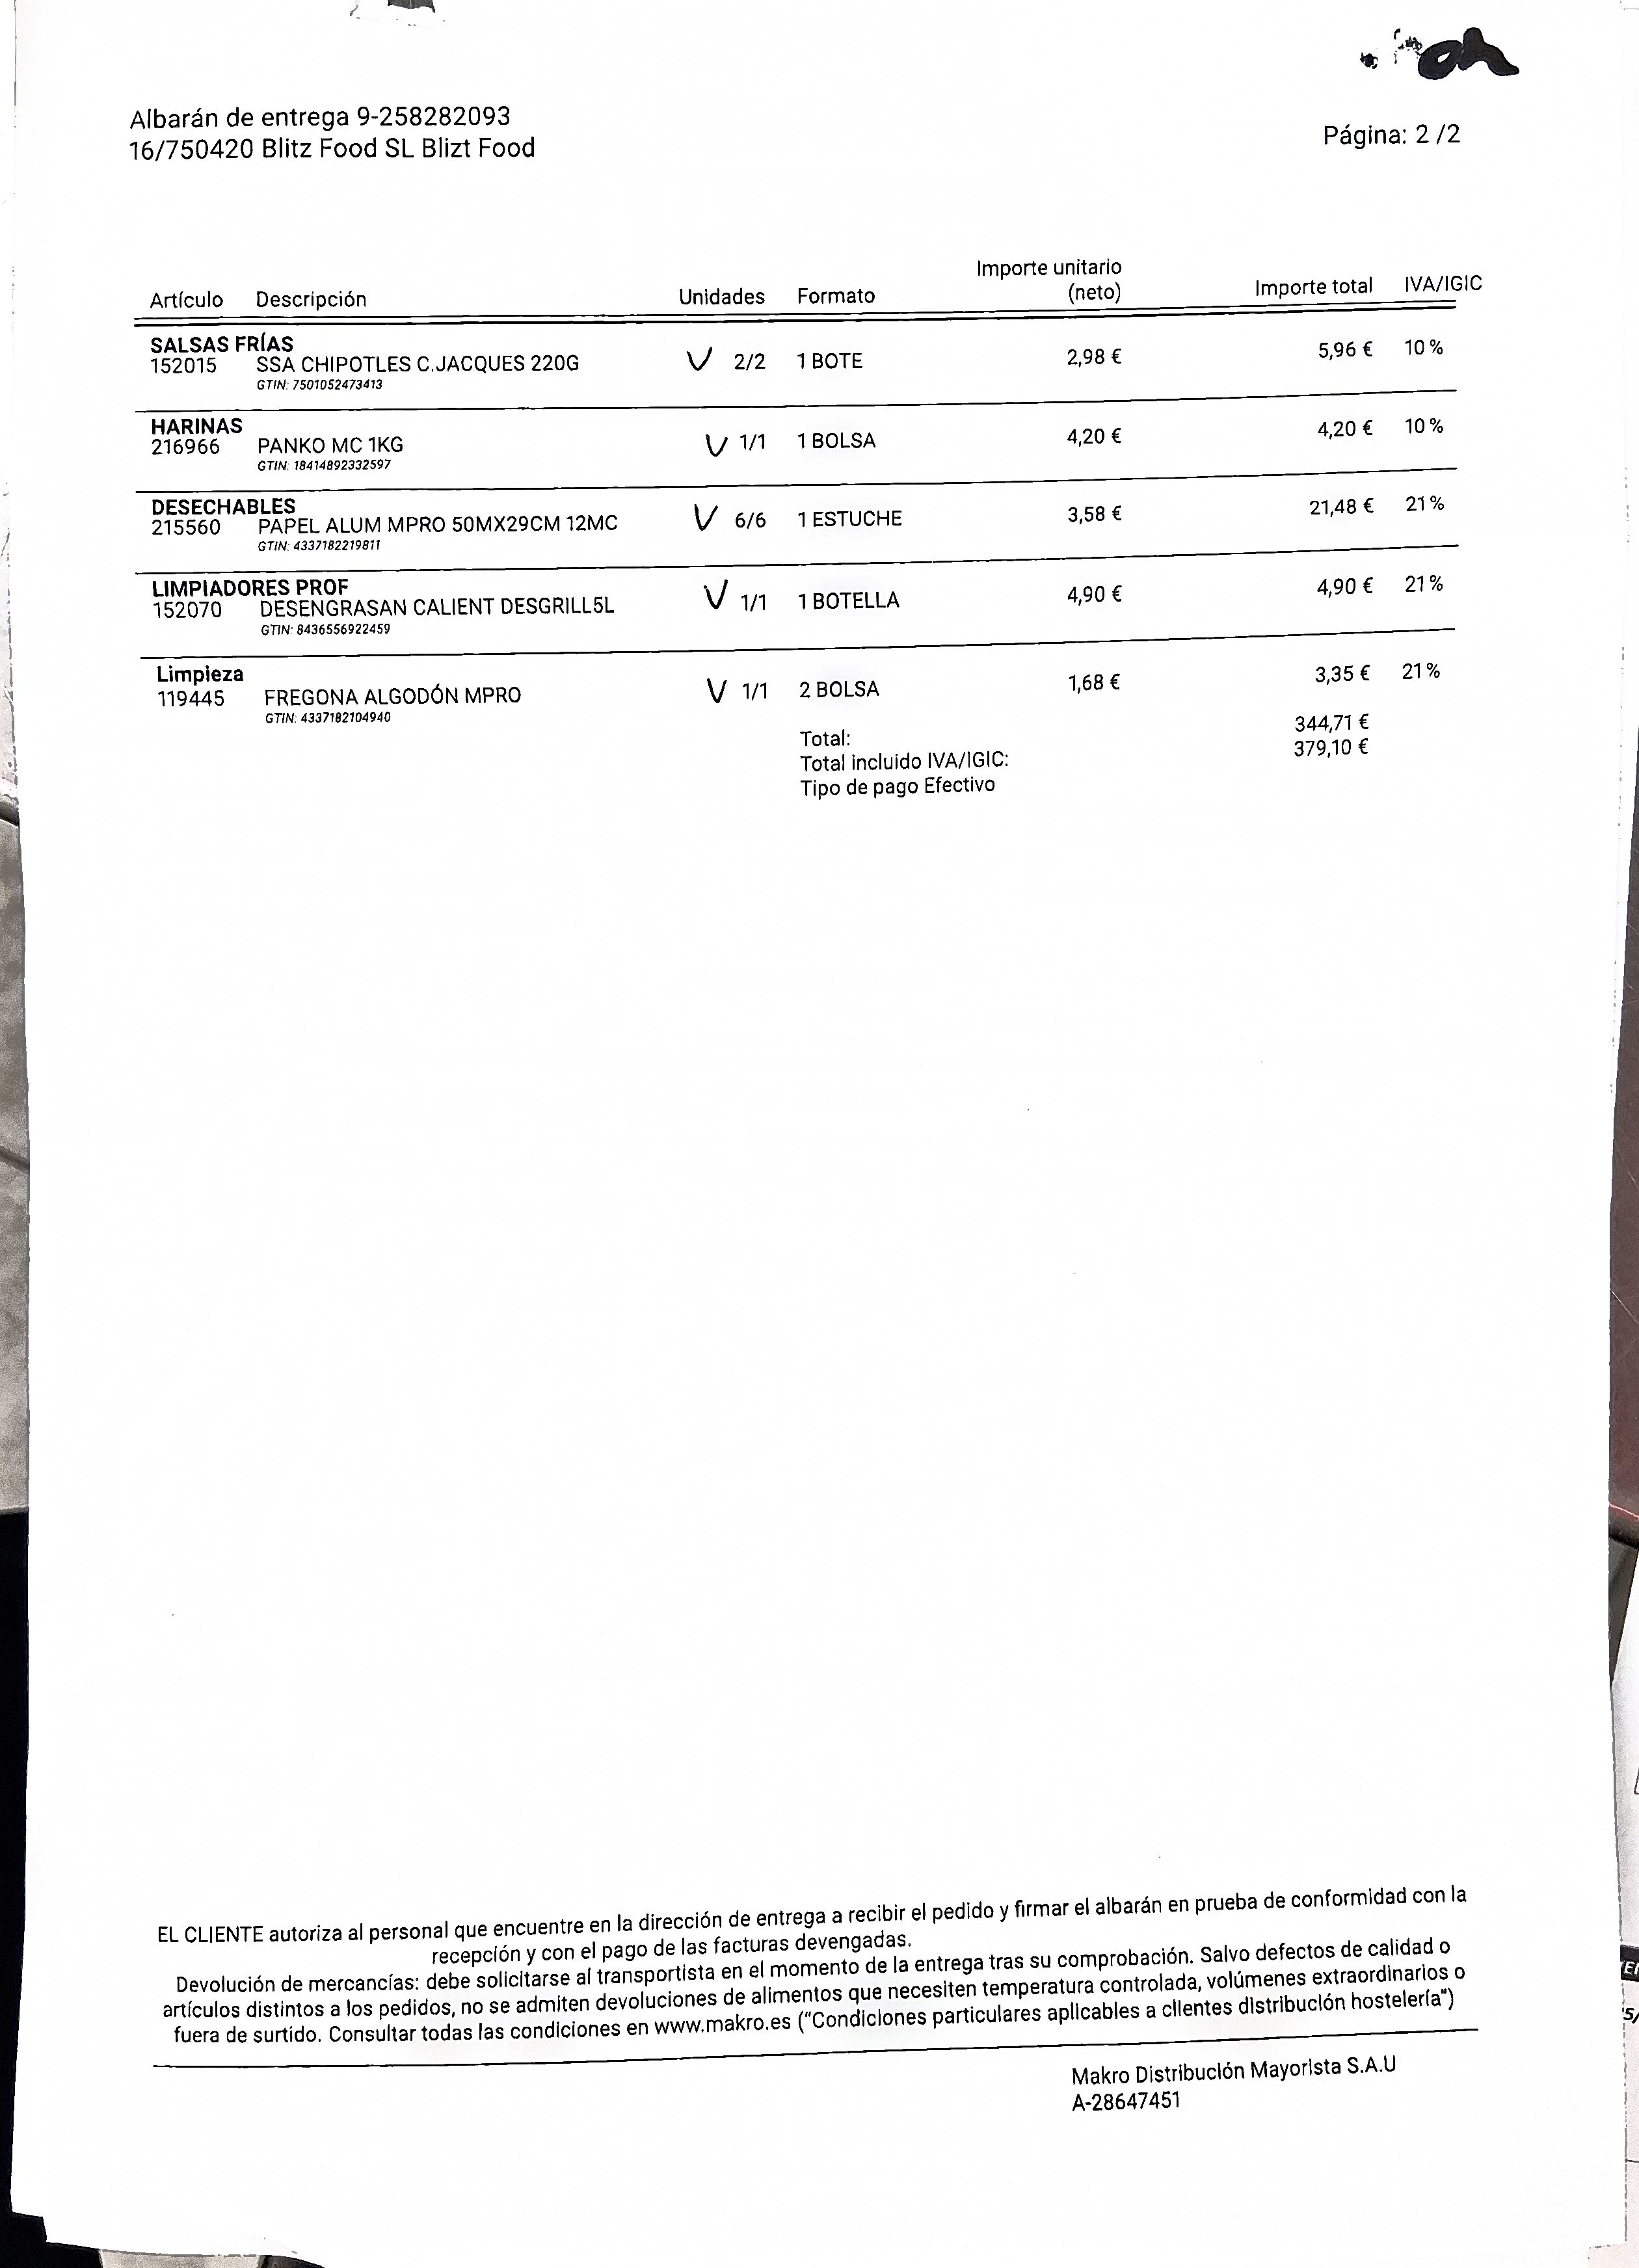 Albarán de entrega 9-258282093
16/750420 Blitz Food SL Blizt Food
Página: 2 /2
Artículo Descripción Unidades Formato Importe unitario (neto) Importe total IVA/IGIC
SALSAS FRÍAS
152015 SSA CHIPOTLES C.JACQUES 220G V 2/2 1 BOTE 2,98 € 5,96 € 10 %
GTIN: 7501052473413
HARINAS
216966 PANKO MC 1KG V 1/1 1 BOLSA 4,20 € 4,20 € 10 %
GTIN: 18414892332597
DESECHABLES
215560 PAPEL ALUM MPRO 50MX29CM 12MC V 6/6 1 ESTUCHE 3,58 € 21,48 € 21 %
GTIN: 4337182219811
LIMPIADORES PROF
152070 DESENGRASAN CALIENT DESGRILL5L V 1/1 1 BOTELLA 4,90 € 4,90 € 21 %
GTIN: 8436556922459
Limpieza
119445 FREGONA ALGODÓN MPRO V 1/1 2 BOLSA 1,68 € 3,35 € 21 %
GTIN: 4337182104940
Total: 344,71 €
Total incluido IVA/IGIC: 379,10 €
Tipo de pago Efectivo
EL CLIENTE autoriza al personal que encuentre en la dirección de entrega a recibir el pedido y firmar el albarán en prueba de conformidad con la
recepción y con el pago de las facturas devengadas.
Devolución de mercancías: debe solicitarse al transportista en el momento de la entrega tras su comprobación. Salvo defectos de calidad o
artículos distintos a los pedidos, no se admiten devoluciones de alimentos que necesiten temperatura controlada, volúmenes extraordinarios o
fuera de surtido. Consultar todas las condiciones en www.makro.es ("Condiciones particulares aplicables a clientes distribución hostelería")
Makro Distribución Mayorista S.A.U
A-28647451